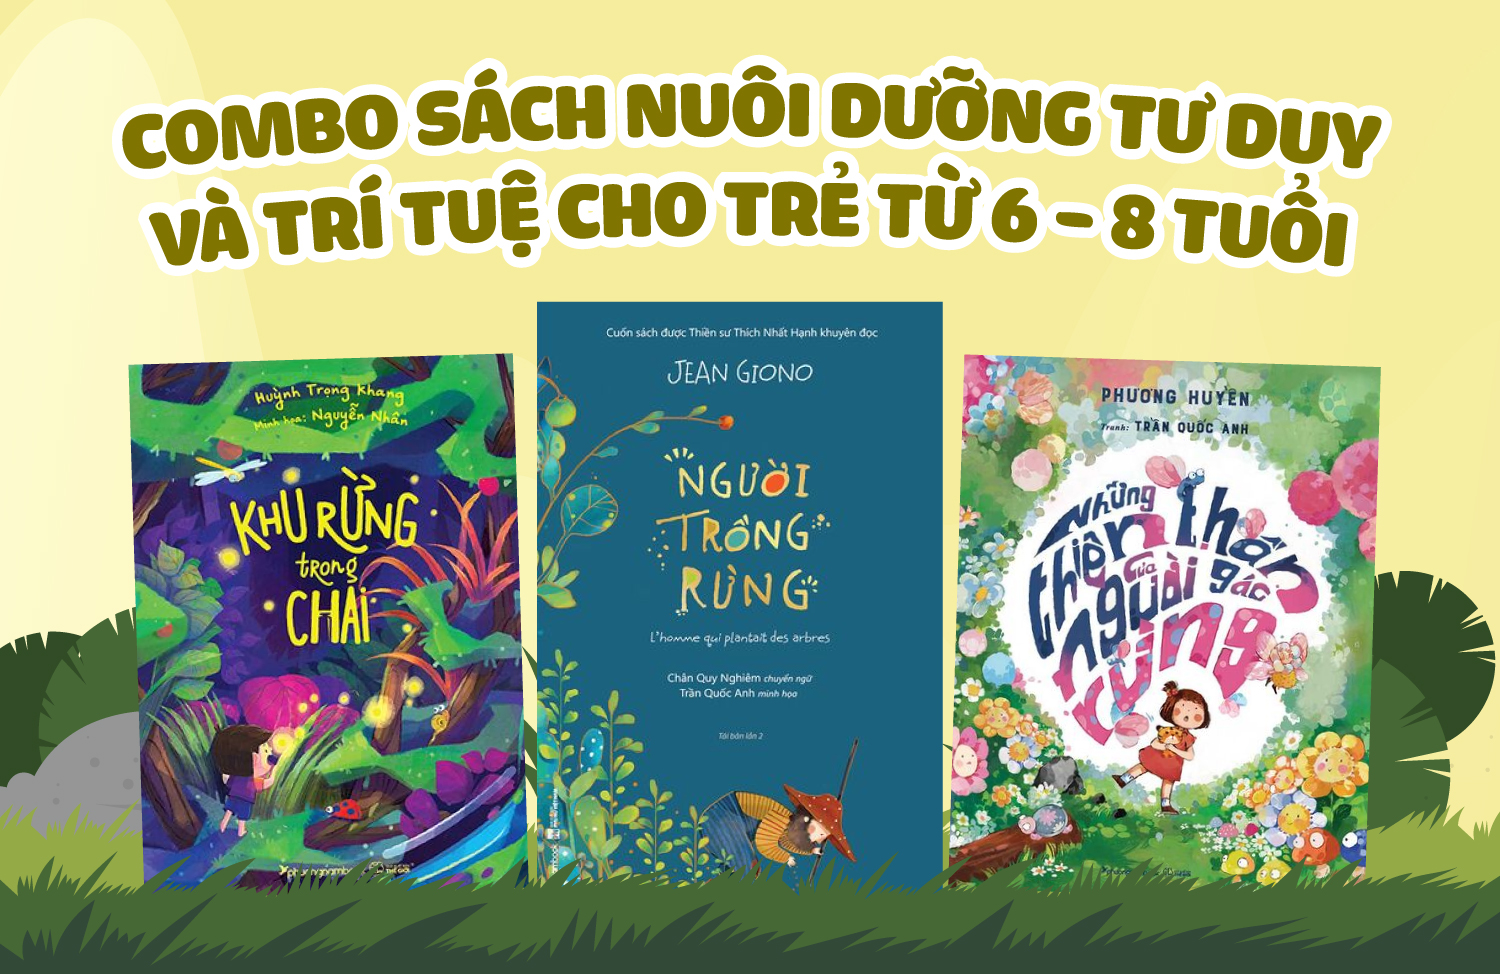 COMBO SÁCH NUÔI DƯỠNG TƯ DUY
VÀ TRÍ TUỆ CHO TRẺ TỪ 6 – 8 TUỔI
Huỳnh Trọng Khang
Minh họa: Nguyễn Nhân
KHU RỪNG
trong
CHAI
Cuốn sách được Thiền sư Thích Nhất Hạnh khuyên đọc
JEAN GIONO
NGƯỜI
TRỒNG
RỪNG
L'homme qui plantait des arbres
Chân Quy Nghiêm chuyển ngữ
Trần Quốc Anh minh họa
Tái bản lần 2
PHƯƠNG HUYỀN
Tranh: TRẦN QUỐC ANH
Những
thiên thần
của
người gác
rừng